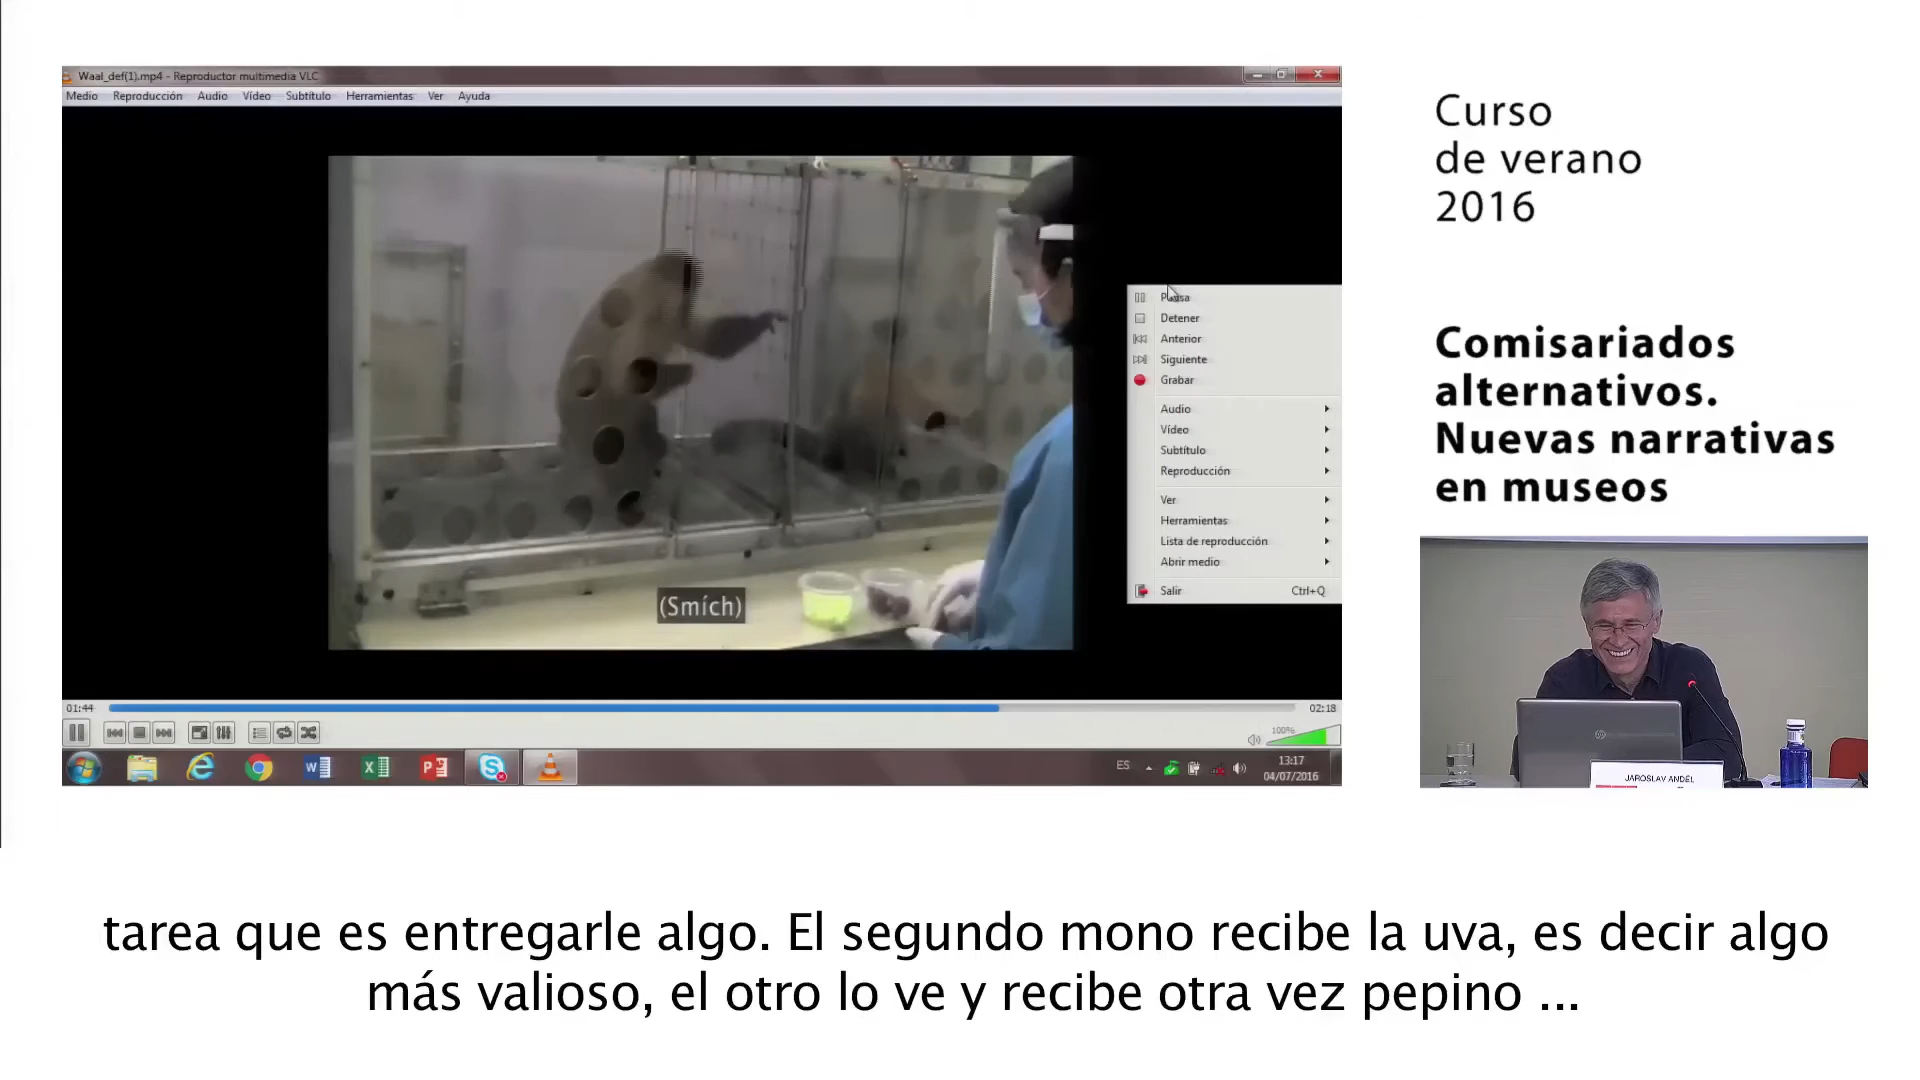 Waal_def(1).mp4 - Reproductor multimedia VLC
Medio Reproducción Audio Vídeo Subtítulo Herramientas Ver Ayuda
Curso
de verano
2016
Comisariados
alternativos.
Nuevas narrativas
en museos
Pausa
Detener
Anterior
Siguiente
Grabar
Audio
Vídeo
Subtítulo
Reproducción
Ver
Herramientas
Lista de reproducción
Abrir medio
Salir Ctrl+Q
(Smích)
01:44 02:18
100%
ES 13:17
04/07/2016
hp
JAROSLAV ANDĚL
tarea que es entregarle algo. El segundo mono recibe la uva, es decir algo
más valioso, el otro lo ve y recibe otra vez pepino ...